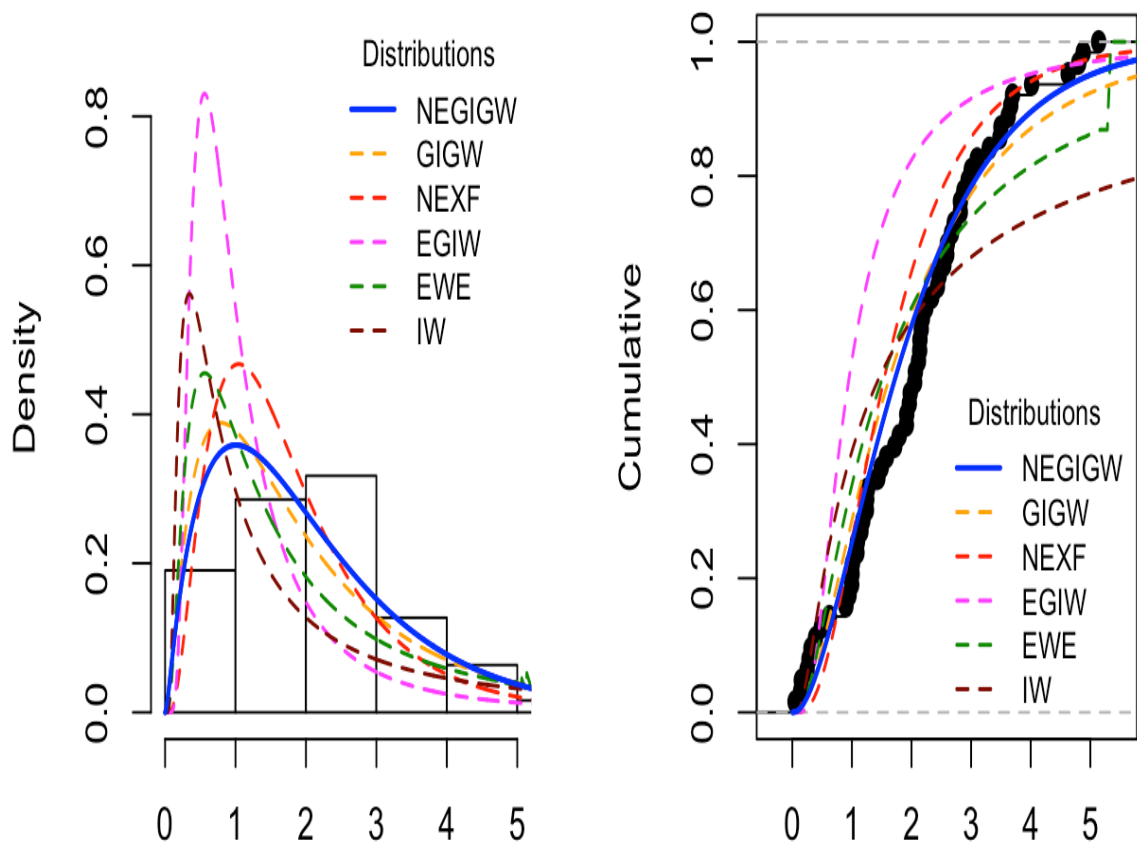 Distributions
NEGIGW
GIGW
NEXF
EGIW
EWE
IW
Density
0.0 0.2 0.4 0.6 0.8
0 1 2 3 4 5
Distributions
NEGIGW
GIGW
NEXF
EGIW
EWE
IW
Cumulative
0.0 0.2 0.4 0.6 0.8 1.0
0 1 2 3 4 5